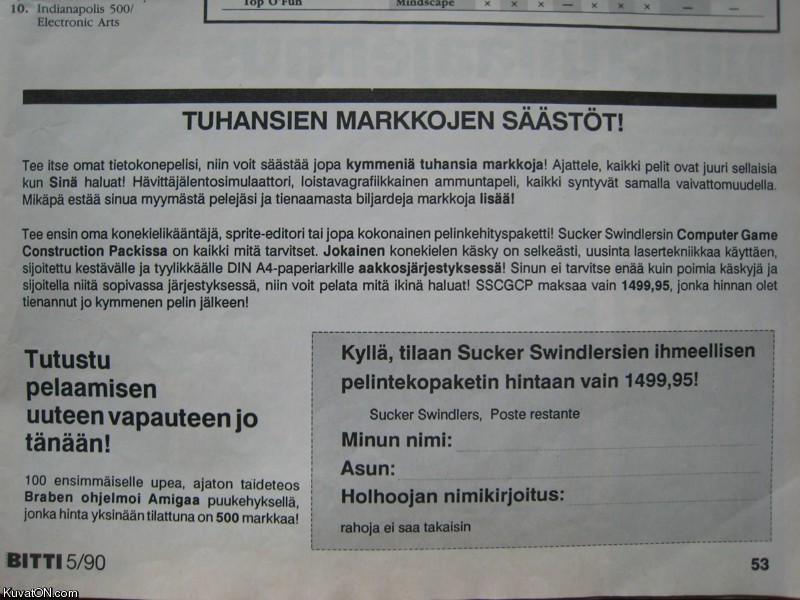 10. Indianapolis 500/
Electronic Arts
Top O'Fun Mindscape × × × – × × × – –
TUHANSIEN MARKKOJEN SÄÄSTÖT!
Tee itse omat tietokonepelisi, niin voit säästää jopa kymmeniä tuhansia markkoja! Ajattele, kaikki pelit ovat juuri sellaisia
kun Sinä haluat! Hävittäjälentosimulaattori, loistavagrafiikkainen ammuntapeli, kaikki syntyvät samalla vaivattomuudella.
Mikäpä estää sinua myymästä pelejäsi ja tienaamasta biljardeja markkoja lisää!
Tee ensin oma konekielikääntäjä, sprite-editori tai jopa kokonainen pelinkehityspaketti! Sucker Swindlersin Computer Game
Construction Packissa on kaikki mitä tarvitset. Jokainen konekielen käsky on selkeästi, uusinta lasertekniikkaa käyttäen,
sijoitettu kestävälle ja tyylikkäälle DIN A4-paperiarkille aakkosjärjestyksessä! Sinun ei tarvitse enää kuin poimia käskyjä ja
sijoitella niitä sopivassa järjestyksessä, niin voit pelata mitä ikinä haluat! SSCGCP maksaa vain 1499,95, jonka hinnan olet
tienannut jo kymmenen pelin jälkeen!
Tutustu
pelaamisen
uuteen vapauteen jo
tänään!
100 ensimmäiselle upea, ajaton taideteos
Braben ohjelmoi Amigaa puukehyksellä,
jonka hinta yksinään tilattuna on 500 markkaa!
Kyllä, tilaan Sucker Swindlersien ihmeellisen
pelintekopaketin hintaan vain 1499,95!
Sucker Swindlers, Poste restante
Minun nimi:
Asun:
Holhoojan nimikirjoitus:
rahoja ei saa takaisin
BITTI 5/90
53
KuvatON.com